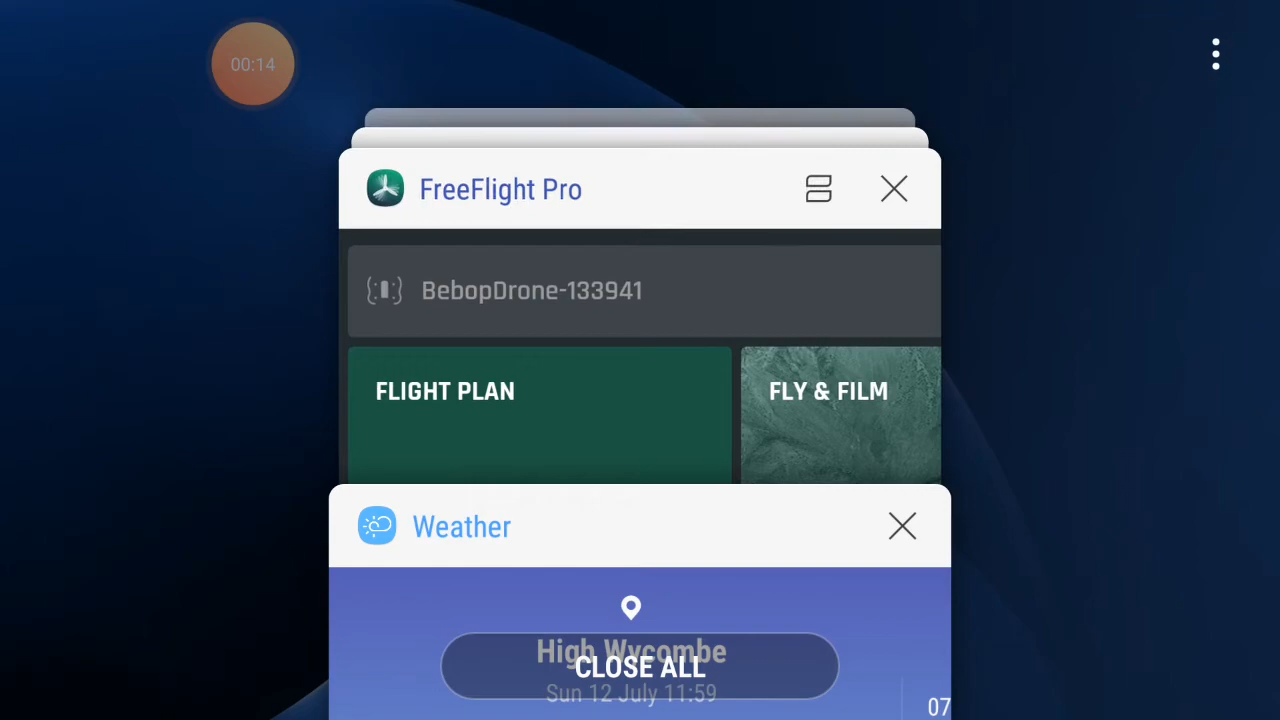 00:14
FreeFlight Pro
BebopDrone-133941
FLIGHT PLAN
FLY & FILM
Weather
High Wycombe
CLOSE ALL
Sun 12 July 11:59
07